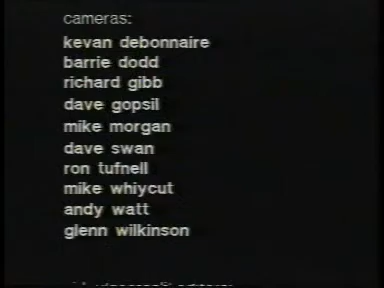 cameras:
kevan debonnaire
barrie dodd
richard gibb
dave gopsil
mike morgan
dave swan
ron tufnell
mike whiycut
andy watt
glenn wilkinson